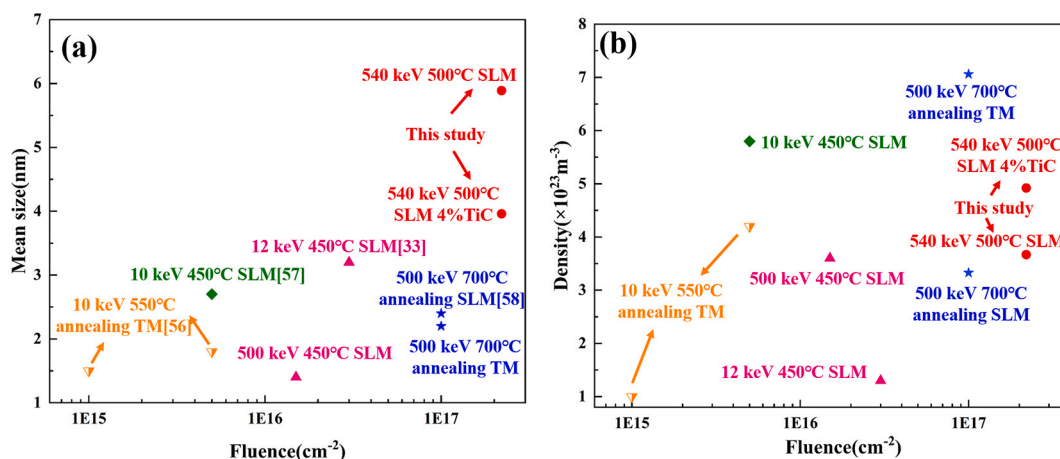 (a)
7
6
5
4
3
2
1
Mean size(nm)
540 keV 500℃ SLM
This study
540 keV 500℃
SLM 4%TiC
12 keV 450℃ SLM[33]
10 keV 450℃ SLM[57]
500 keV 700℃
annealing SLM[58]
10 keV 550℃
annealing TM[56]
500 keV 450℃ SLM
500 keV 700℃
annealing TM
1E15
1E16
1E17
Fluence(cm⁻²)
(b)
8
7
6
5
4
3
2
1
Density(×10²³m⁻³)
500 keV 700℃
annealing TM
10 keV 450℃ SLM
540 keV 500℃
SLM 4%TiC
This study
540 keV 500℃ SLM
500 keV 450℃ SLM
10 keV 550℃
annealing TM
500 keV 700℃
annealing SLM
12 keV 450℃ SLM
1E15
1E16
1E17
Fluence(cm⁻²)